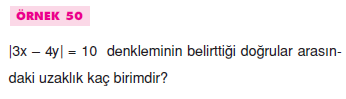 ÖRNEK 50
|3x – 4y| = 10 denkleminin belirttiği doğrular arasın-
daki uzaklık kaç birimdir?